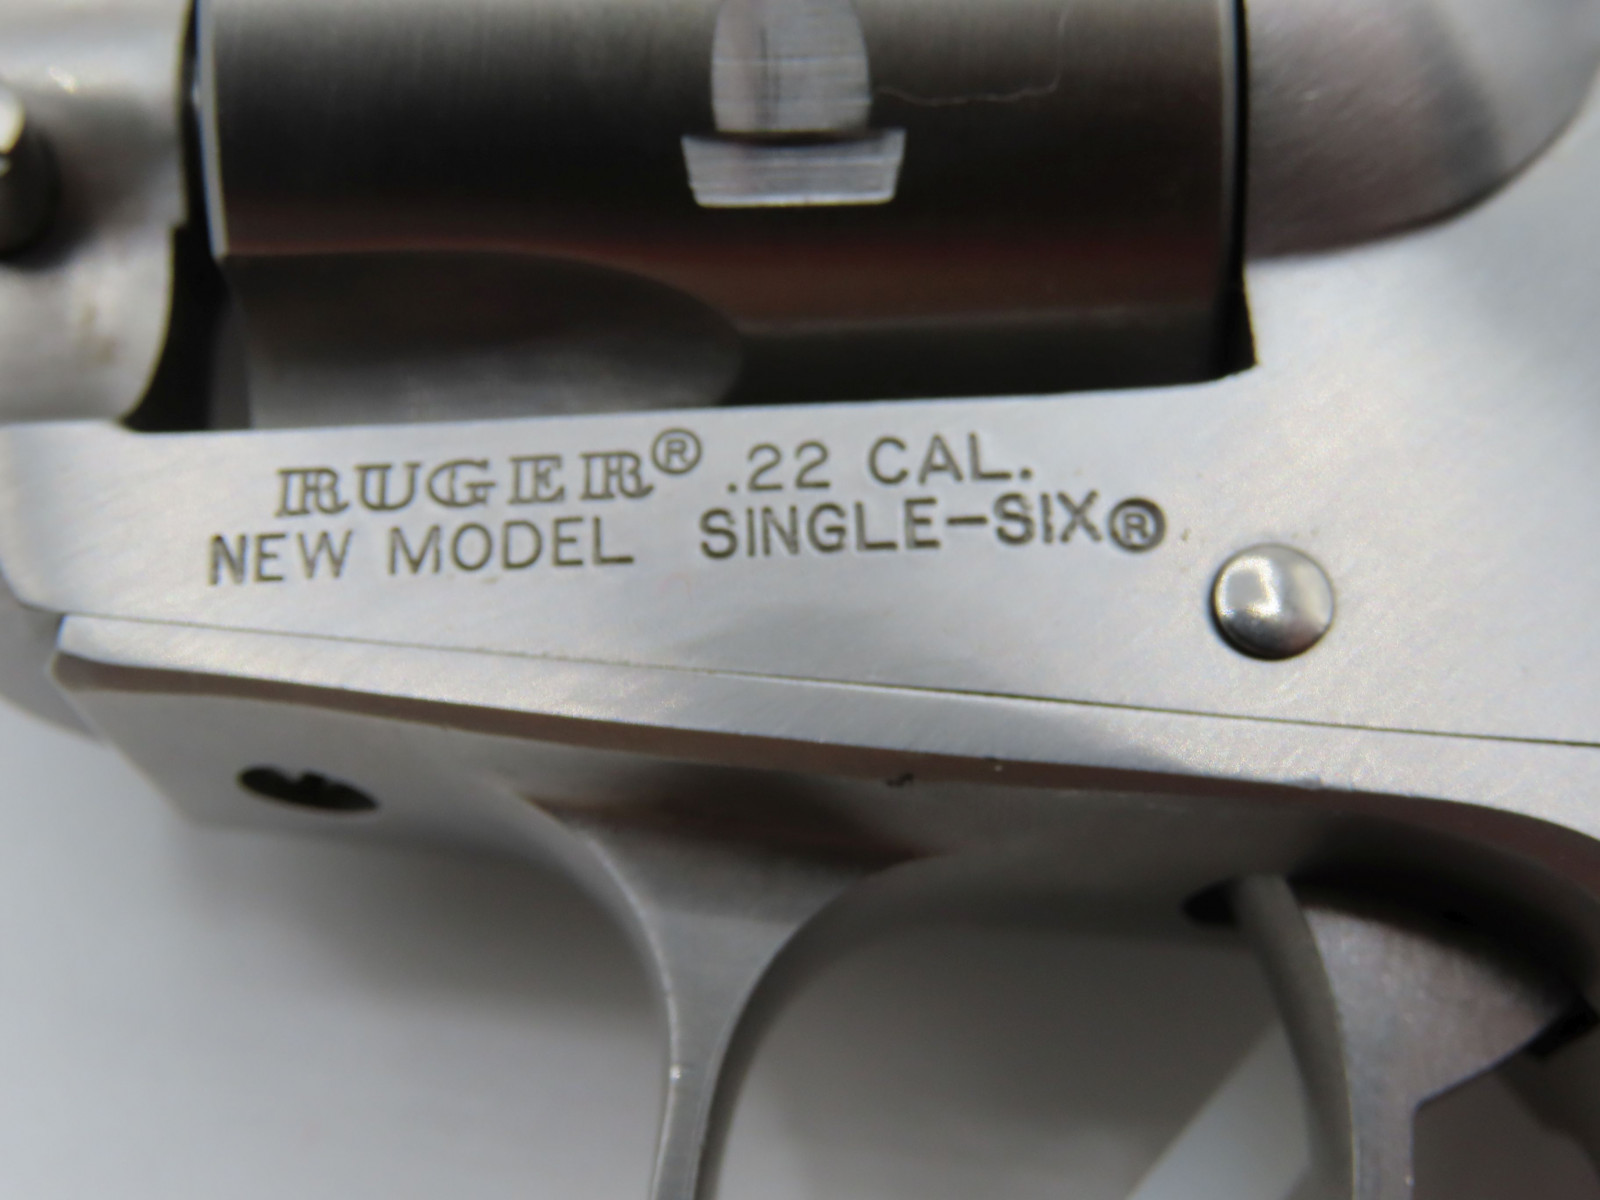 RUGER® .22 CAL.
NEW MODEL SINGLE-SIX®